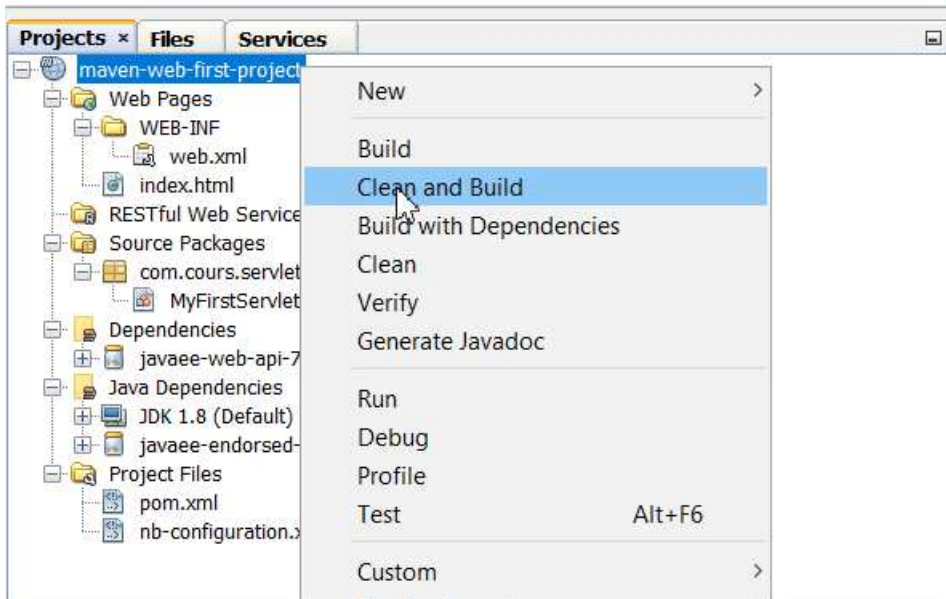 Projects × Files Services
maven-web-first-project
Web Pages
WEB-INF
web.xml
index.html
RESTful Web Service
Source Packages
com.cours.servlet
MyFirstServlet
Dependencies
javaee-web-api-7
Java Dependencies
JDK 1.8 (Default)
javaee-endorsed-
Project Files
pom.xml
nb-configuration.x
New >
Build
Clean and Build
Build with Dependencies
Clean
Verify
Generate Javadoc
Run
Debug
Profile
Test Alt+F6
Custom >